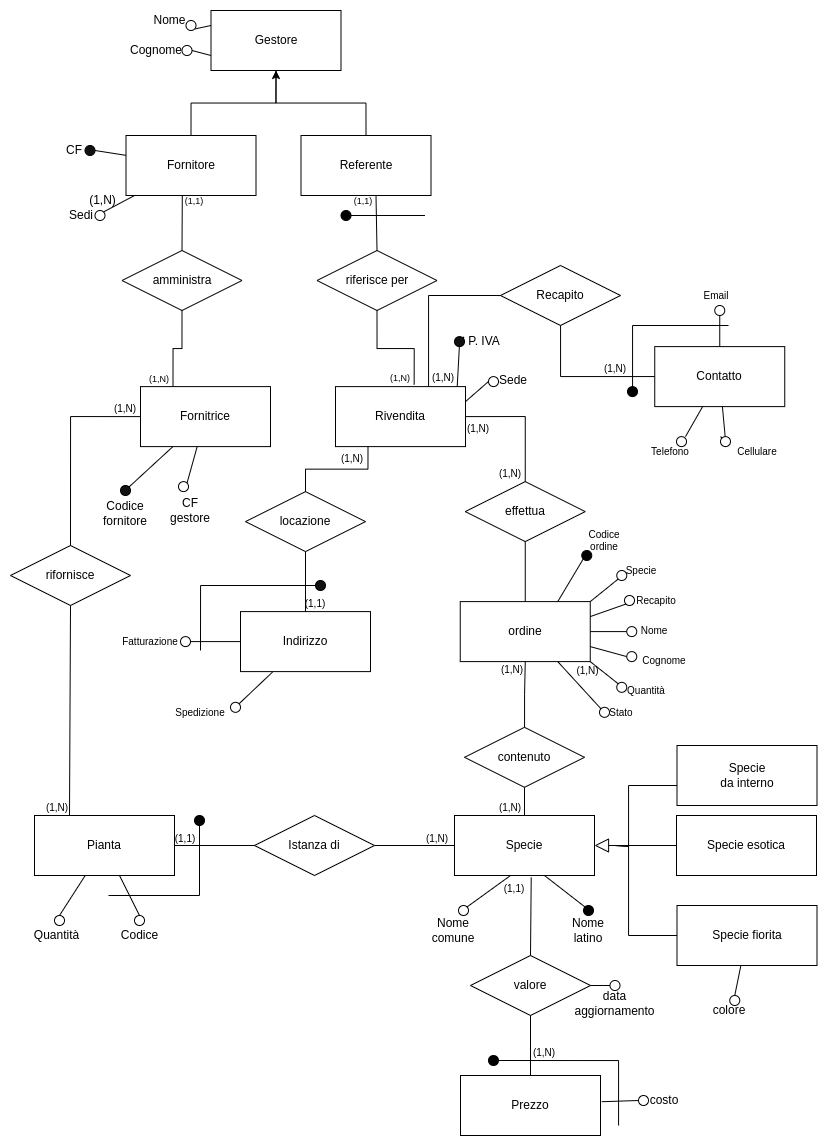 Nome
Cognome
Gestore
CF
Fornitore
Referente
(1,N)
Sedi
(1,1)
(1,1)
amministra
riferisce per
Recapito
Email
P. IVA
(1,N)
Contatto
(1,N)
(1,N)
(1,N)
Sede
(1,N)
Fornitrice
Rivendita
(1,N)
Telefono
Cellulare
(1,N)
(1,N)
Codice
fornitore
CF
gestore
locazione
effettua
Codice
ordine
rifornisce
Specie
(1,1)
Recapito
Fatturazione
Indirizzo
ordine
Nome
Cognome
(1,N)
(1,N)
Quantità
Spedizione
Stato
contenuto
Specie
da interno
(1,N)
(1,N)
Pianta
(1,1)
Istanza di
(1,N)
Specie
Specie esotica
(1,1)
Quantità
Codice
Nome
comune
Nome
latino
Specie fiorita
valore
data
aggiornamento
colore
(1,N)
Prezzo
costo